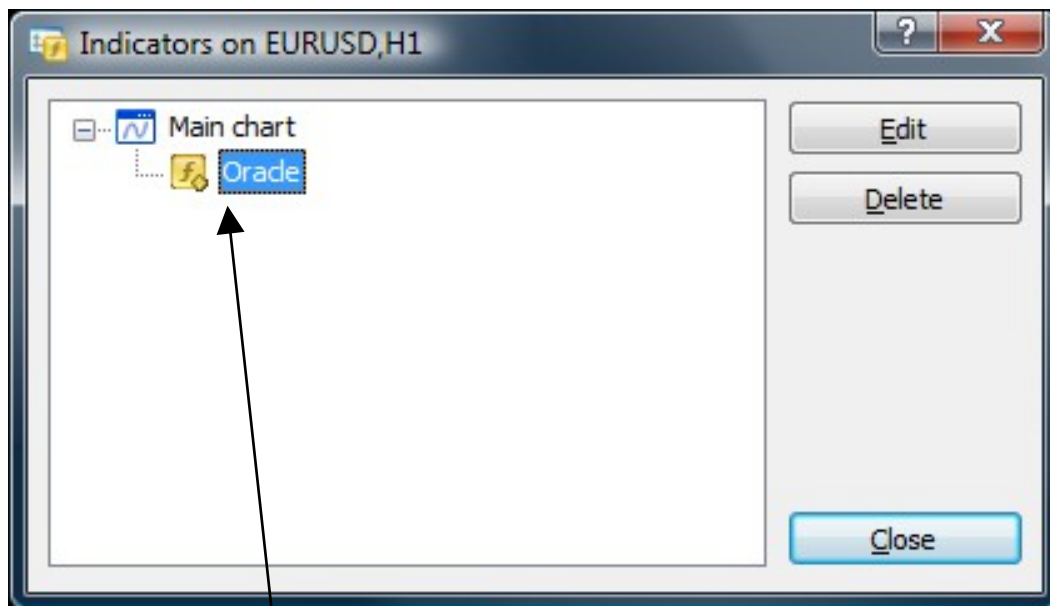 Indicators on EURUSD,H1
Main chart
Oracle
Edit
Delete
Close